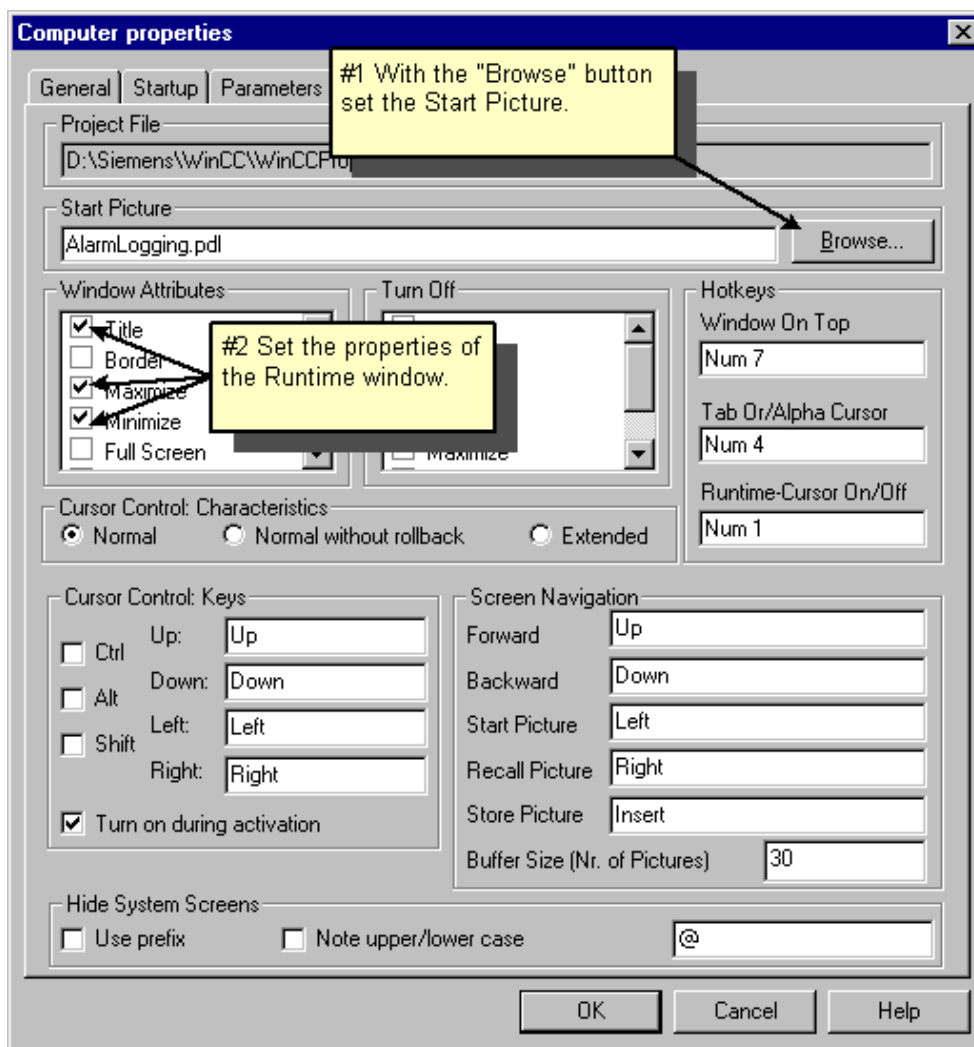 Computer properties
General
Startup
Parameters
#1 With the "Browse" button
set the Start Picture.
Project File
D:\Siemens\WinCC\WinCCPro
Start Picture
AlarmLogging.pdl
Browse...
Window Attributes
Title
Border
Maximize
Minimize
Full Screen
#2 Set the properties of
the Runtime window.
Turn Off
Maximize
Hotkeys
Window On Top
Num 7
Tab Or/Alpha Cursor
Num 4
Runtime-Cursor On/Off
Num 1
Cursor Control: Characteristics
Normal
Normal without rollback
Extended
Cursor Control: Keys
Ctrl
Alt
Shift
Up:
Up
Down:
Down
Left:
Left
Right:
Right
Turn on during activation
Screen Navigation
Forward
Up
Backward
Down
Start Picture
Left
Recall Picture
Right
Store Picture
Insert
Buffer Size (Nr. of Pictures)
30
Hide System Screens
Use prefix
Note upper/lower case
@
OK
Cancel
Help